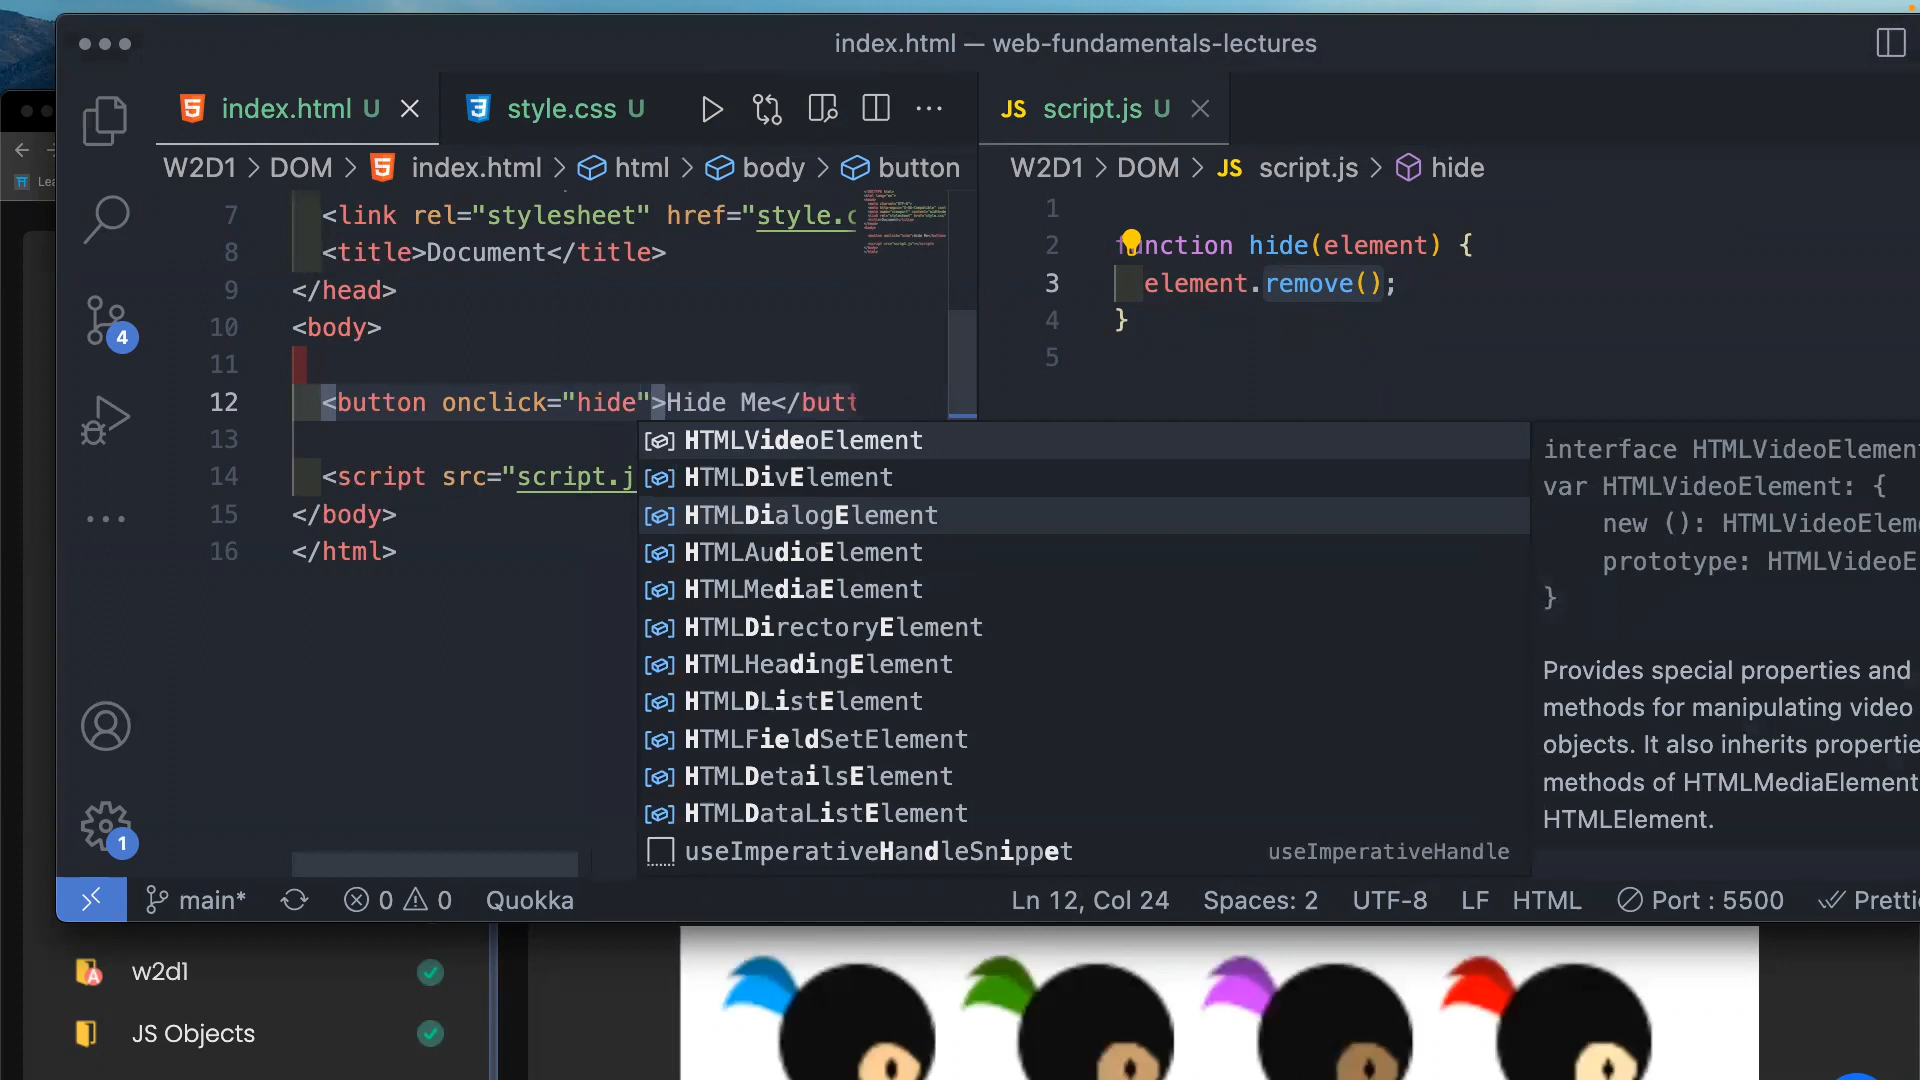 index.html — web-fundamentals-lectures
index.html U
style.css U
JS script.js U
W2D1 > DOM > index.html > html > body > button
W2D1 > DOM > JS script.js > hide
7 <link rel="stylesheet" href="style.c
8 <title>Document</title>
9 </head>
10 <body>
11
12 <button onclick="hide">Hide Me</butt
13
14 <script src="script.j
15 </body>
16 </html>
1
2 function hide(element) {
3 element.remove();
4 }
5
HTMLVideoElement
HTMLDivElement
HTMLDialogElement
HTMLAudioElement
HTMLMediaElement
HTMLDirectoryElement
HTMLHeadingElement
HTMLDListElement
HTMLFieldSetElement
HTMLDetailsElement
HTMLDataListElement
useImperativeHandleSnippet useImperativeHandle
interface HTMLVideoElement
var HTMLVideoElement: {
new (): HTMLVideoEleme
prototype: HTMLVideoE
}
Provides special properties and
methods for manipulating video
objects. It also inherits propertie
methods of HTMLMediaElement
HTMLElement.
4
1
Lea
main* 0 0 Quokka
Ln 12, Col 24 Spaces: 2 UTF-8 LF HTML Port : 5500 Pretti
w2d1
JS Objects